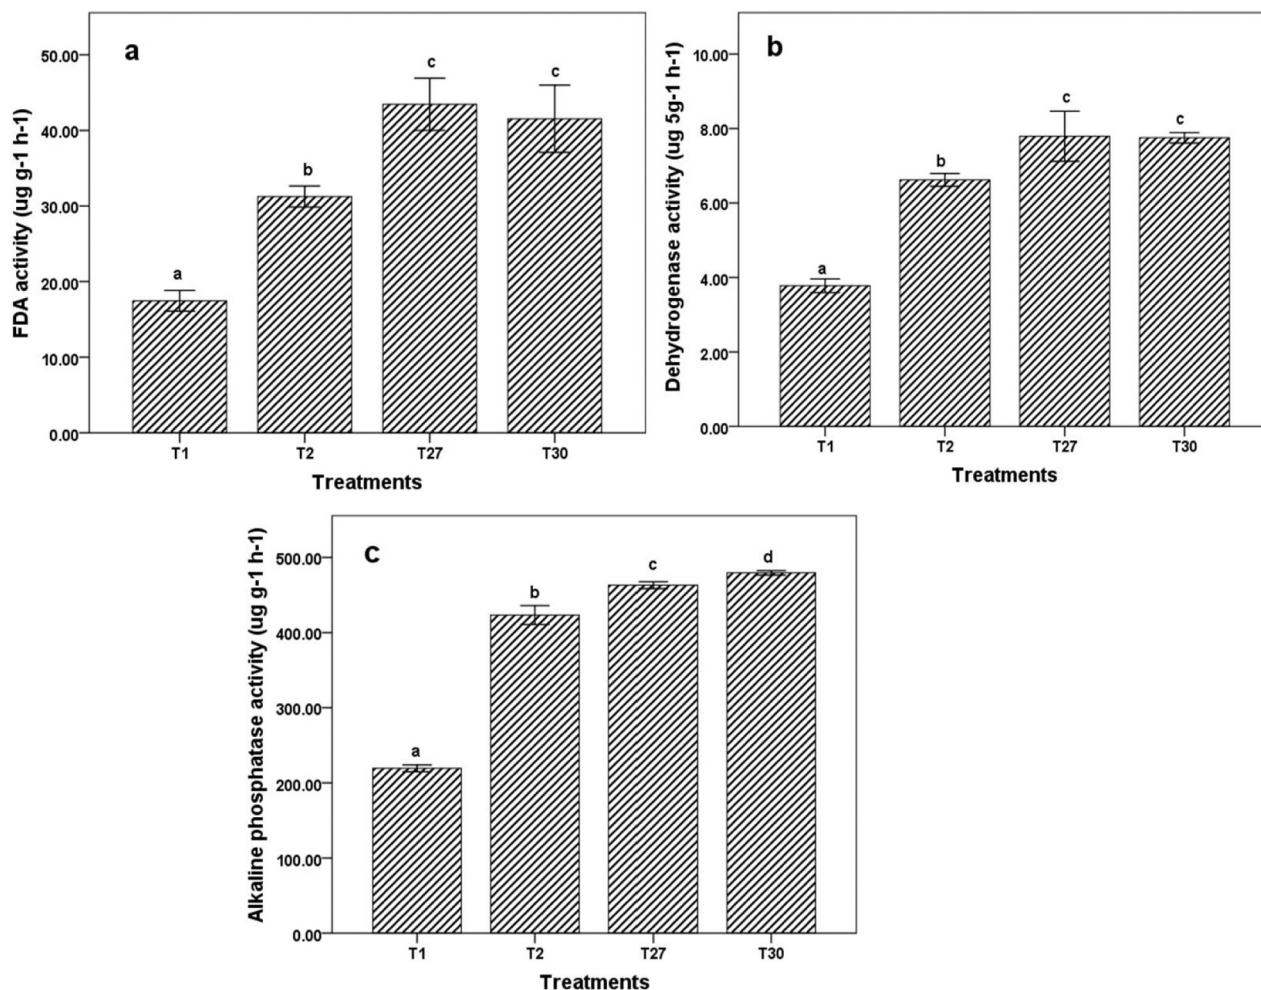 a
FDA activity (ug g-1 h-1)
50.00
40.00
30.00
20.00
10.00
0.00
a
b
c
c
T1
T2
T27
T30
Treatments
b
Dehydrogenase activity (ug 5g-1 h-1)
10.00
8.00
6.00
4.00
2.00
0.00
a
b
c
c
T1
T2
T27
T30
Treatments
c
Alkaline phosphatase activity (ug g-1 h-1)
500.00
400.00
300.00
200.00
100.00
0.00
a
b
c
d
T1
T2
T27
T30
Treatments